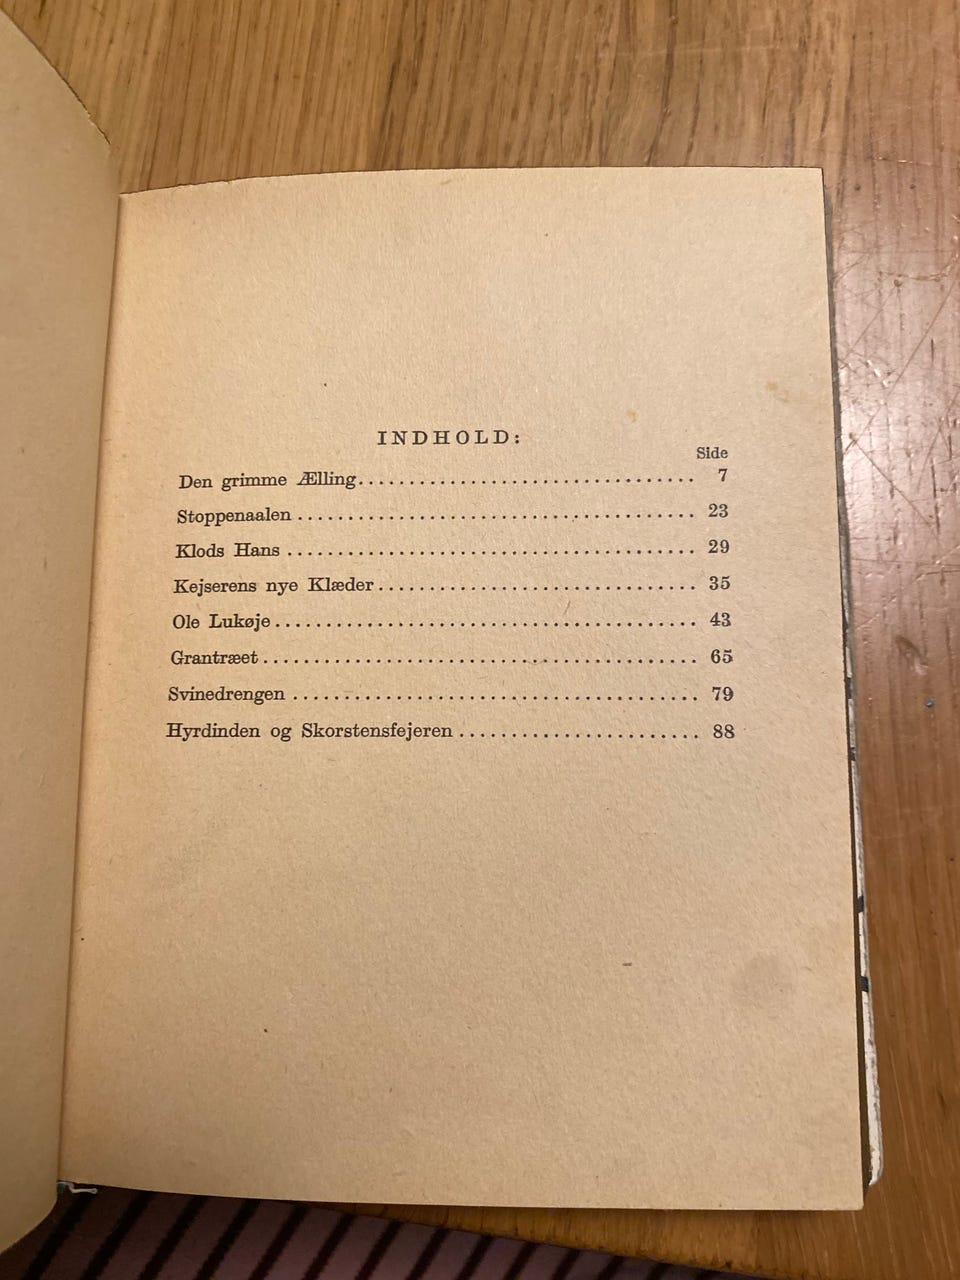 INDHOLD:
Side
Den grimme Ælling................................. 7
Stoppenaalen ...................................... 23
Klods Hans ....................................... 29
Kejserens nye Klæder .............................. 35
Ole Lukøje ........................................ 43
Grantræet ......................................... 65
Svinedrengen ...................................... 79
Hyrdinden og Skorstensfejeren ....................... 88